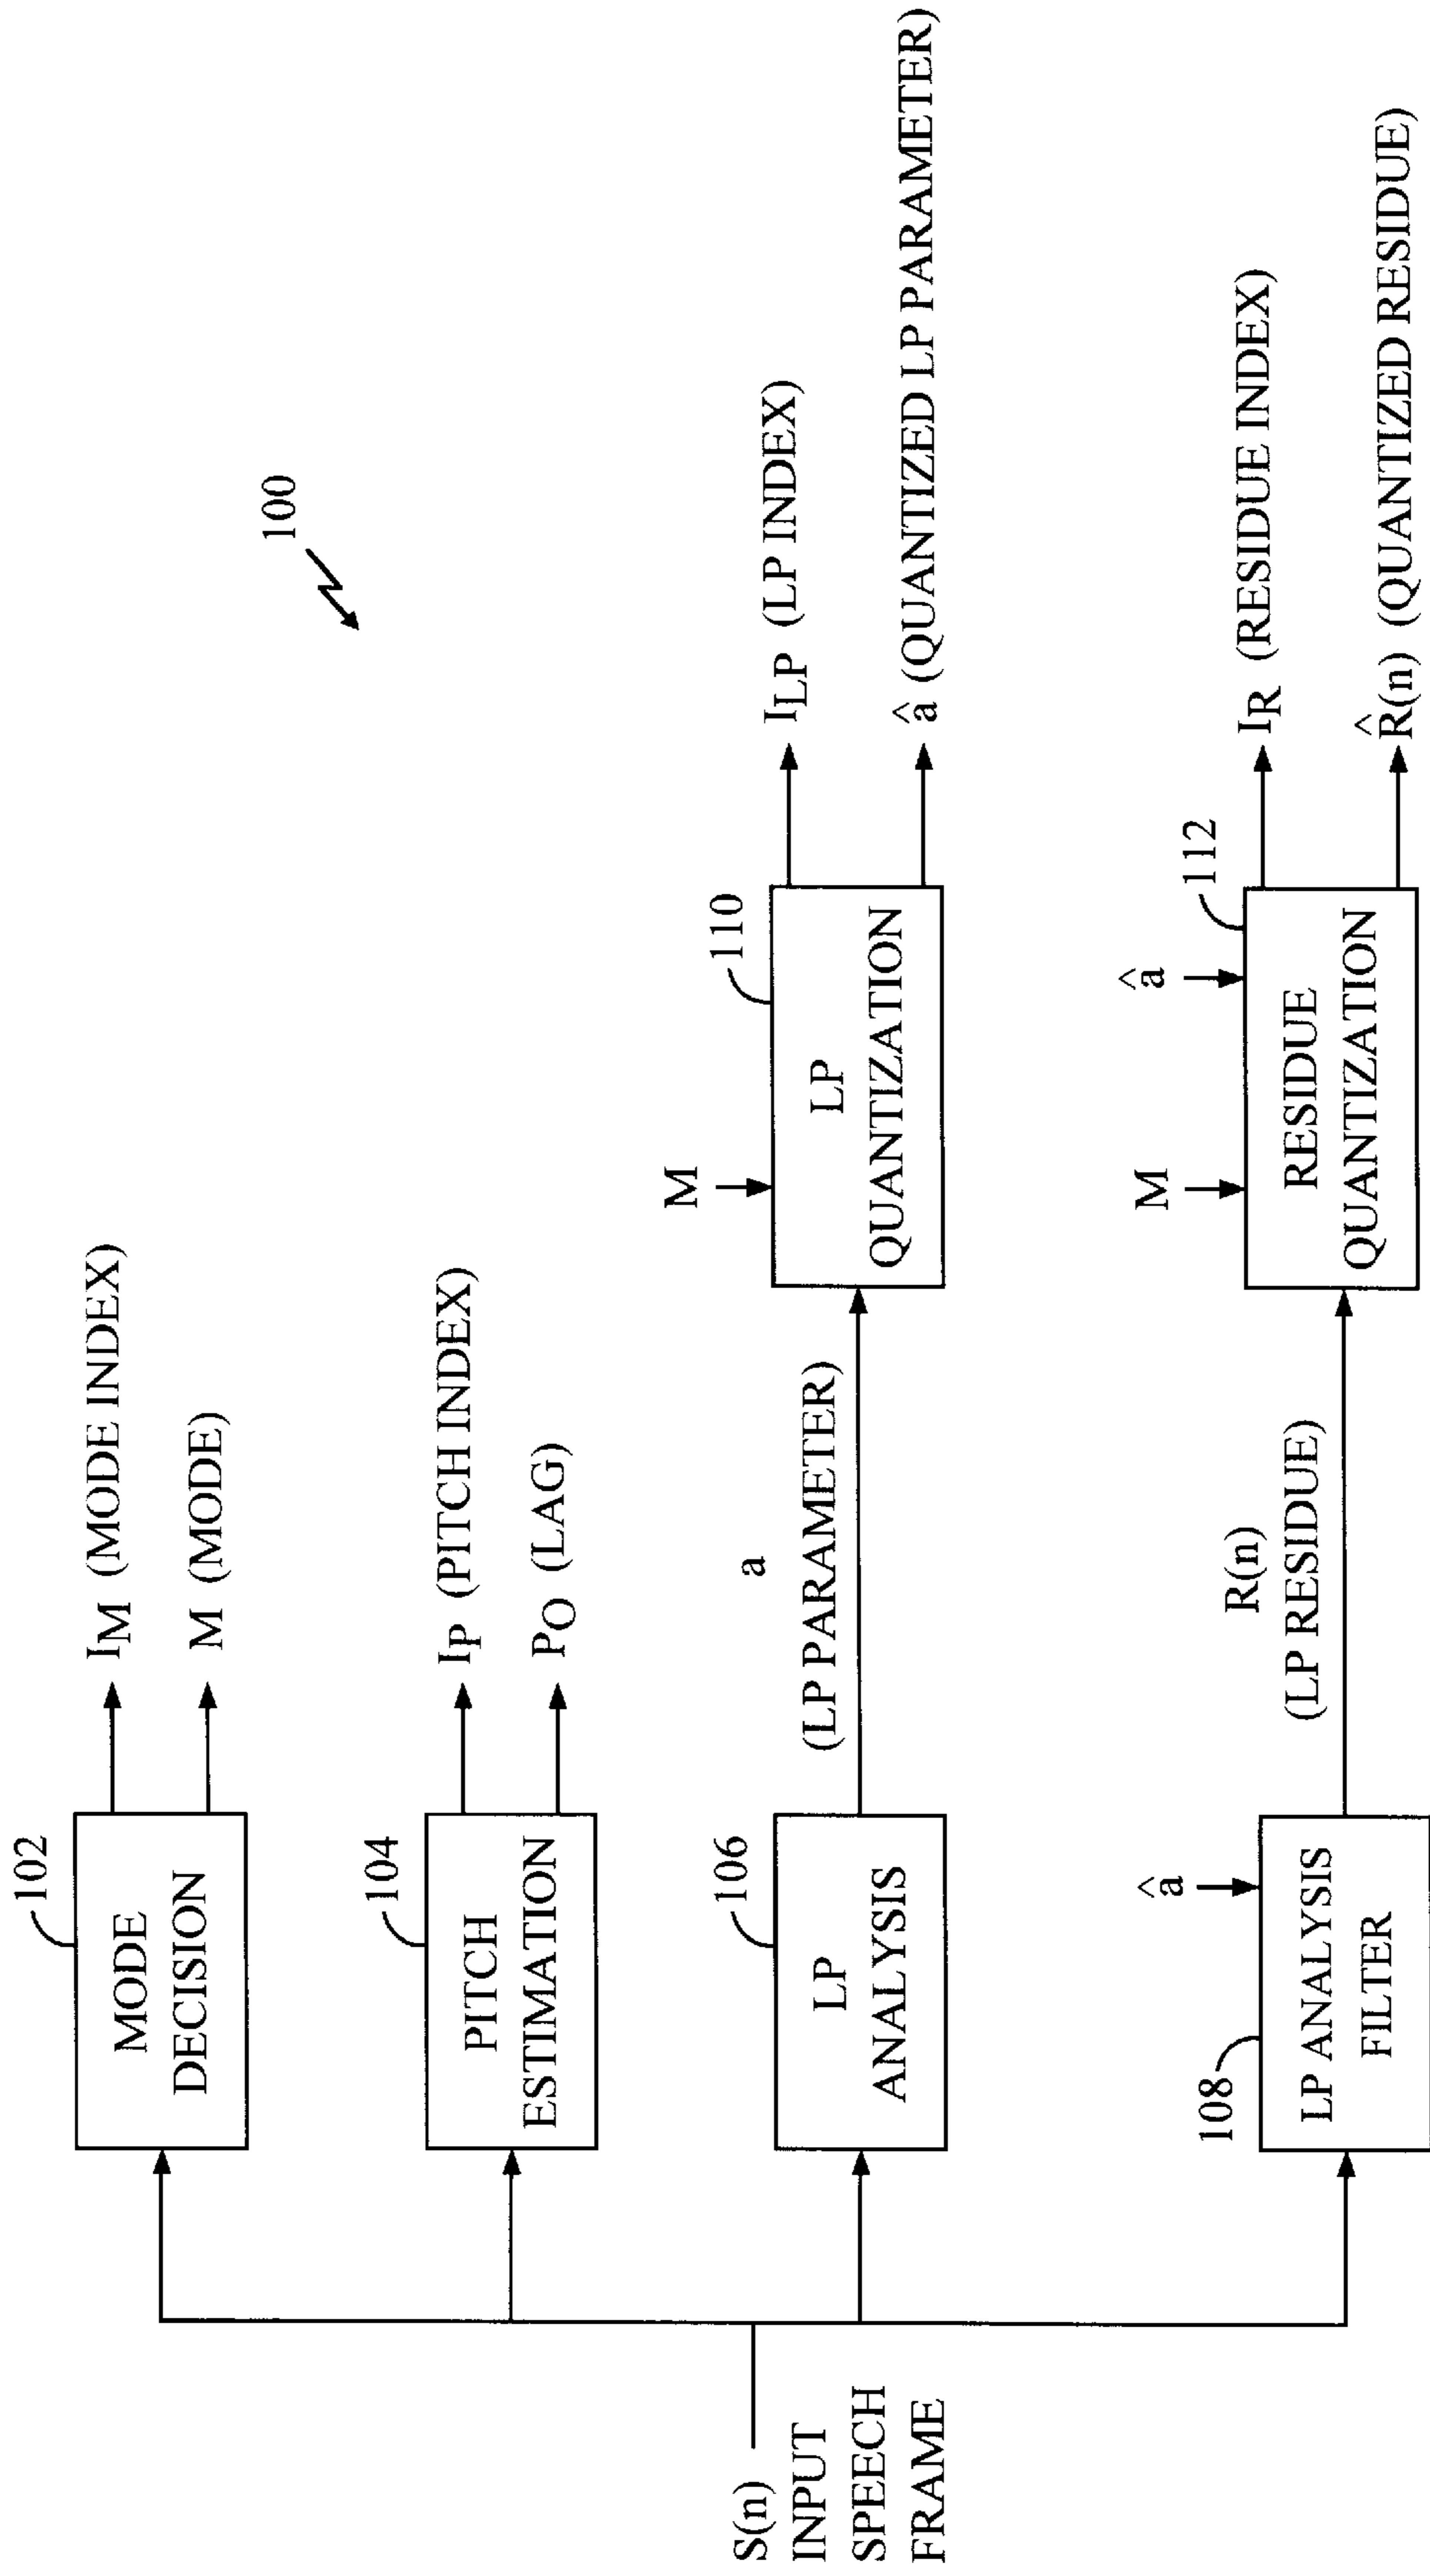 100
S(n)
INPUT
SPEECH
FRAME
102
MODE
DECISION
I_M (MODE INDEX)
M (MODE)
104
PITCH
ESTIMATION
I_P (PITCH INDEX)
P_O (LAG)
106
LP
ANALYSIS
a
(LP PARAMETER)
M
110
LP
QUANTIZATION
I_LP (LP INDEX)
â (QUANTIZED LP PARAMETER)
108
â
LP ANALYSIS
FILTER
R(n)
(LP RESIDUE)
M
â
112
RESIDUE
QUANTIZATION
I_R (RESIDUE INDEX)
R̂(n) (QUANTIZED RESIDUE)